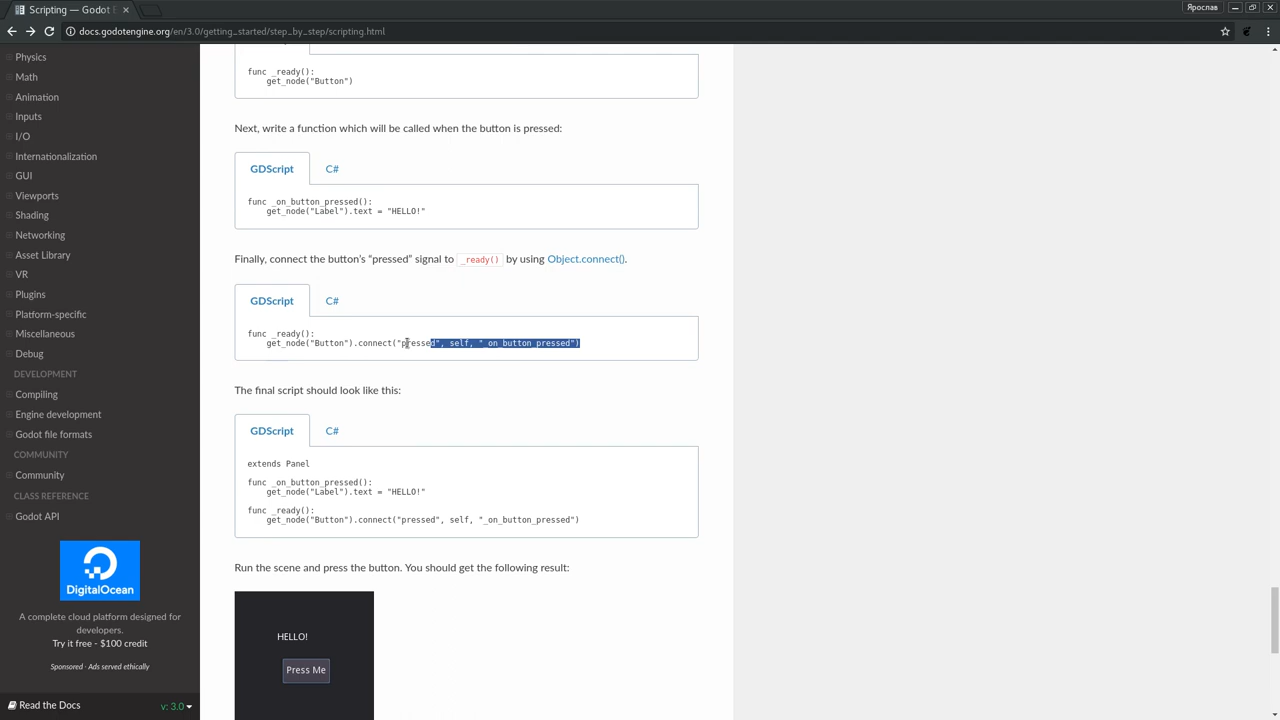 Scripting — Godot
Ярослав
docs.godotengine.org/en/3.0/getting_started/step_by_step/scripting.html
Physics
Math
Animation
Inputs
I/O
Internationalization
GUI
Viewports
Shading
Networking
Asset Library
VR
Plugins
Platform-specific
Miscellaneous
Debug
DEVELOPMENT
Compiling
Engine development
Godot file formats
COMMUNITY
Community
CLASS REFERENCE
Godot API
DigitalOcean
A complete cloud platform designed for
developers.
Try it free - $100 credit
Sponsored · Ads served ethically
Read the Docs
v: 3.0
func _ready():
get_node("Button")
Next, write a function which will be called when the button is pressed:
GDScript
C#
func _on_button_pressed():
get_node("Label").text = "HELLO!"
Finally, connect the button’s “pressed” signal to _ready() by using Object.connect().
GDScript
C#
func _ready():
get_node("Button").connect("pressed", self, "_on_button_pressed")
The final script should look like this:
GDScript
C#
extends Panel
func _on_button_pressed():
get_node("Label").text = "HELLO!"
func _ready():
get_node("Button").connect("pressed", self, "_on_button_pressed")
Run the scene and press the button. You should get the following result:
HELLO!
Press Me